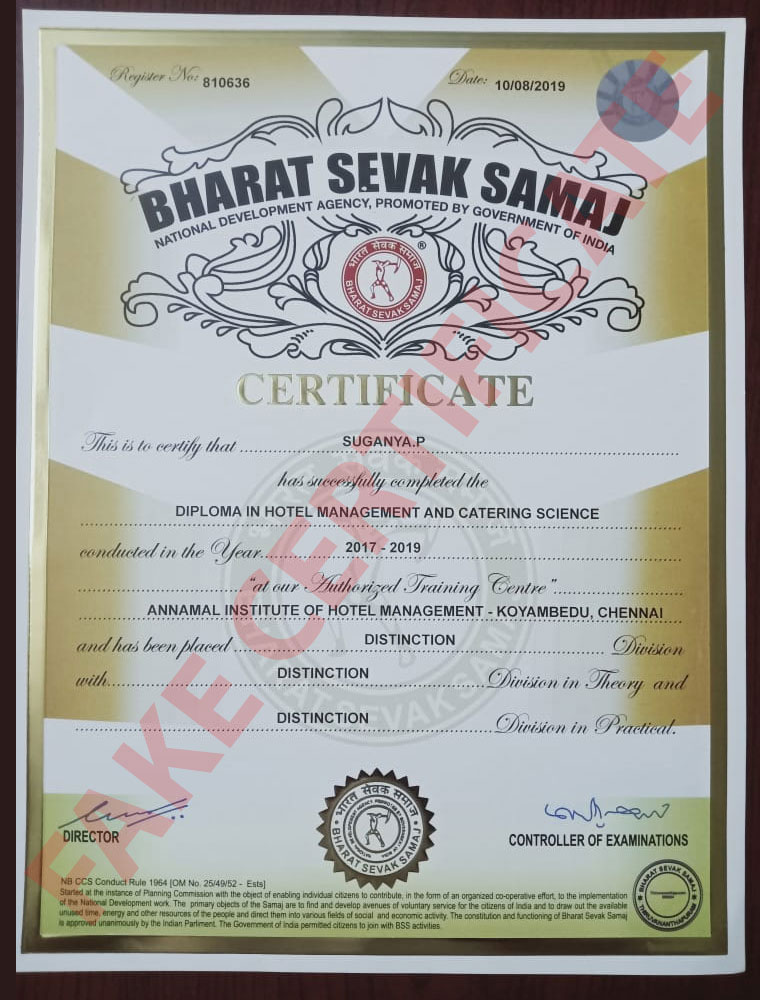 Register No: 810636
Date: 10/08/2019
BHARAT SEVAK SAMAJ
NATIONAL DEVELOPMENT AGENCY, PROMOTED BY GOVERNMENT OF INDIA
भारत सेवक समाज
®
BHARAT SEVAK SAMAJ
CERTIFICATE
This is to certify that SUGANYA.P
has successfully completed the
DIPLOMA IN HOTEL MANAGEMENT AND CATERING SCIENCE
conducted in the Year 2017 - 2019
"at our Authorized Training Centre"
ANNAMAL INSTITUTE OF HOTEL MANAGEMENT - KOYAMBEDU, CHENNAI
and has been placed DISTINCTION Division
with DISTINCTION Division in Theory and
DISTINCTION Division in Practical.
FAKE CERTIFICATE
DIRECTOR
भारत सेवक समाज
BHARAT SEVAK SAMAJ
CONTROLLER OF EXAMINATIONS
BHARAT SEVAK SAMAJ
THIRUVANANTHAPURAM
NB CCS Conduct Rule 1964 [OM No. 25/49/52 - Ests]
Started at the instance of Planning Commission with the object of enabling individual citizens to contribute, in the form of an organized co-operative effort, to the implementation
of the National Development work. The primary objects of the Samaj are to find and develop avenues of voluntary service for the citizens of India and to draw out the available
unused time, energy and other resources of the people and direct them into various fields of social and economic activity. The constitution and functioning of Bharat Sevak Samaj
is approved unanimously by the Indian Parliment. The Government of India permitted citizens to join with BSS activities.